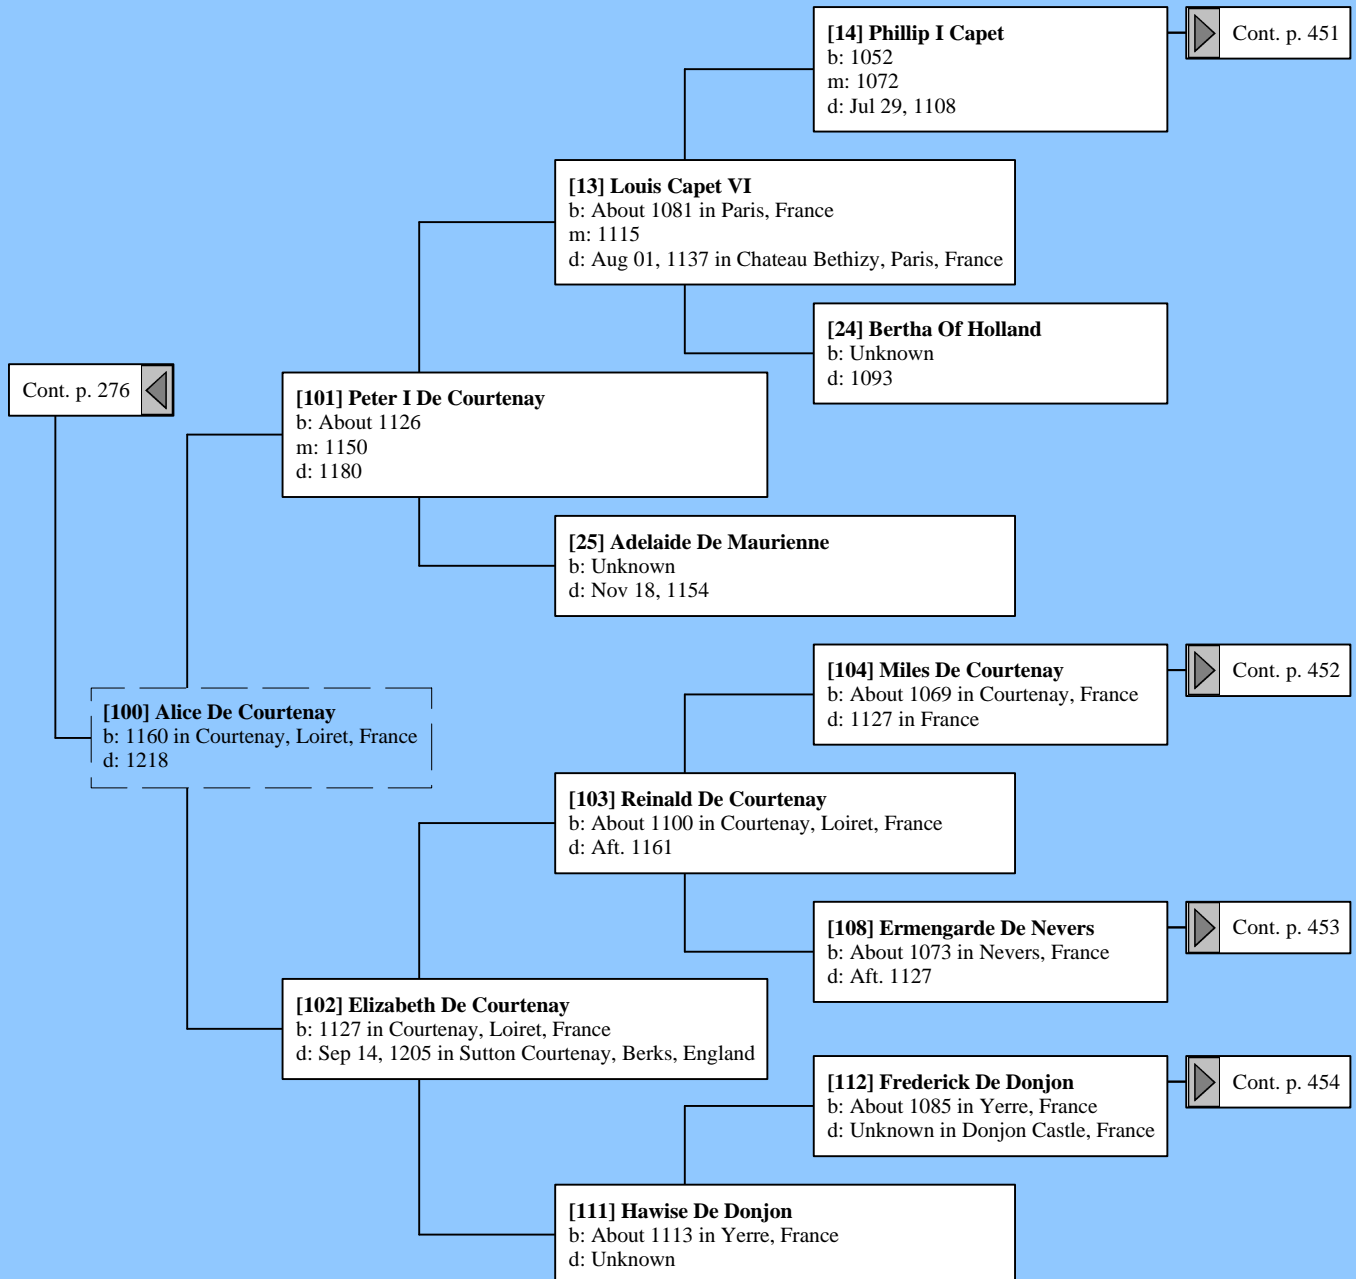 [14] Phillip I Capet
b: 1052
m: 1072
d: Jul 29, 1108
Cont. p. 451
[13] Louis Capet VI
b: About 1081 in Paris, France
m: 1115
d: Aug 01, 1137 in Chateau Bethizy, Paris, France
[24] Bertha Of Holland
b: Unknown
d: 1093
Cont. p. 276
[101] Peter I De Courtenay
b: About 1126
m: 1150
d: 1180
[25] Adelaide De Maurienne
b: Unknown
d: Nov 18, 1154
[104] Miles De Courtenay
b: About 1069 in Courtenay, France
d: 1127 in France
Cont. p. 452
[100] Alice De Courtenay
b: 1160 in Courtenay, Loiret, France
d: 1218
[103] Reinald De Courtenay
b: About 1100 in Courtenay, Loiret, France
d: Aft. 1161
[108] Ermengarde De Nevers
b: About 1073 in Nevers, France
d: Aft. 1127
Cont. p. 453
[102] Elizabeth De Courtenay
b: 1127 in Courtenay, Loiret, France
d: Sep 14, 1205 in Sutton Courtenay, Berks, England
[112] Frederick De Donjon
b: About 1085 in Yerre, France
d: Unknown in Donjon Castle, France
Cont. p. 454
[111] Hawise De Donjon
b: About 1113 in Yerre, France
d: Unknown